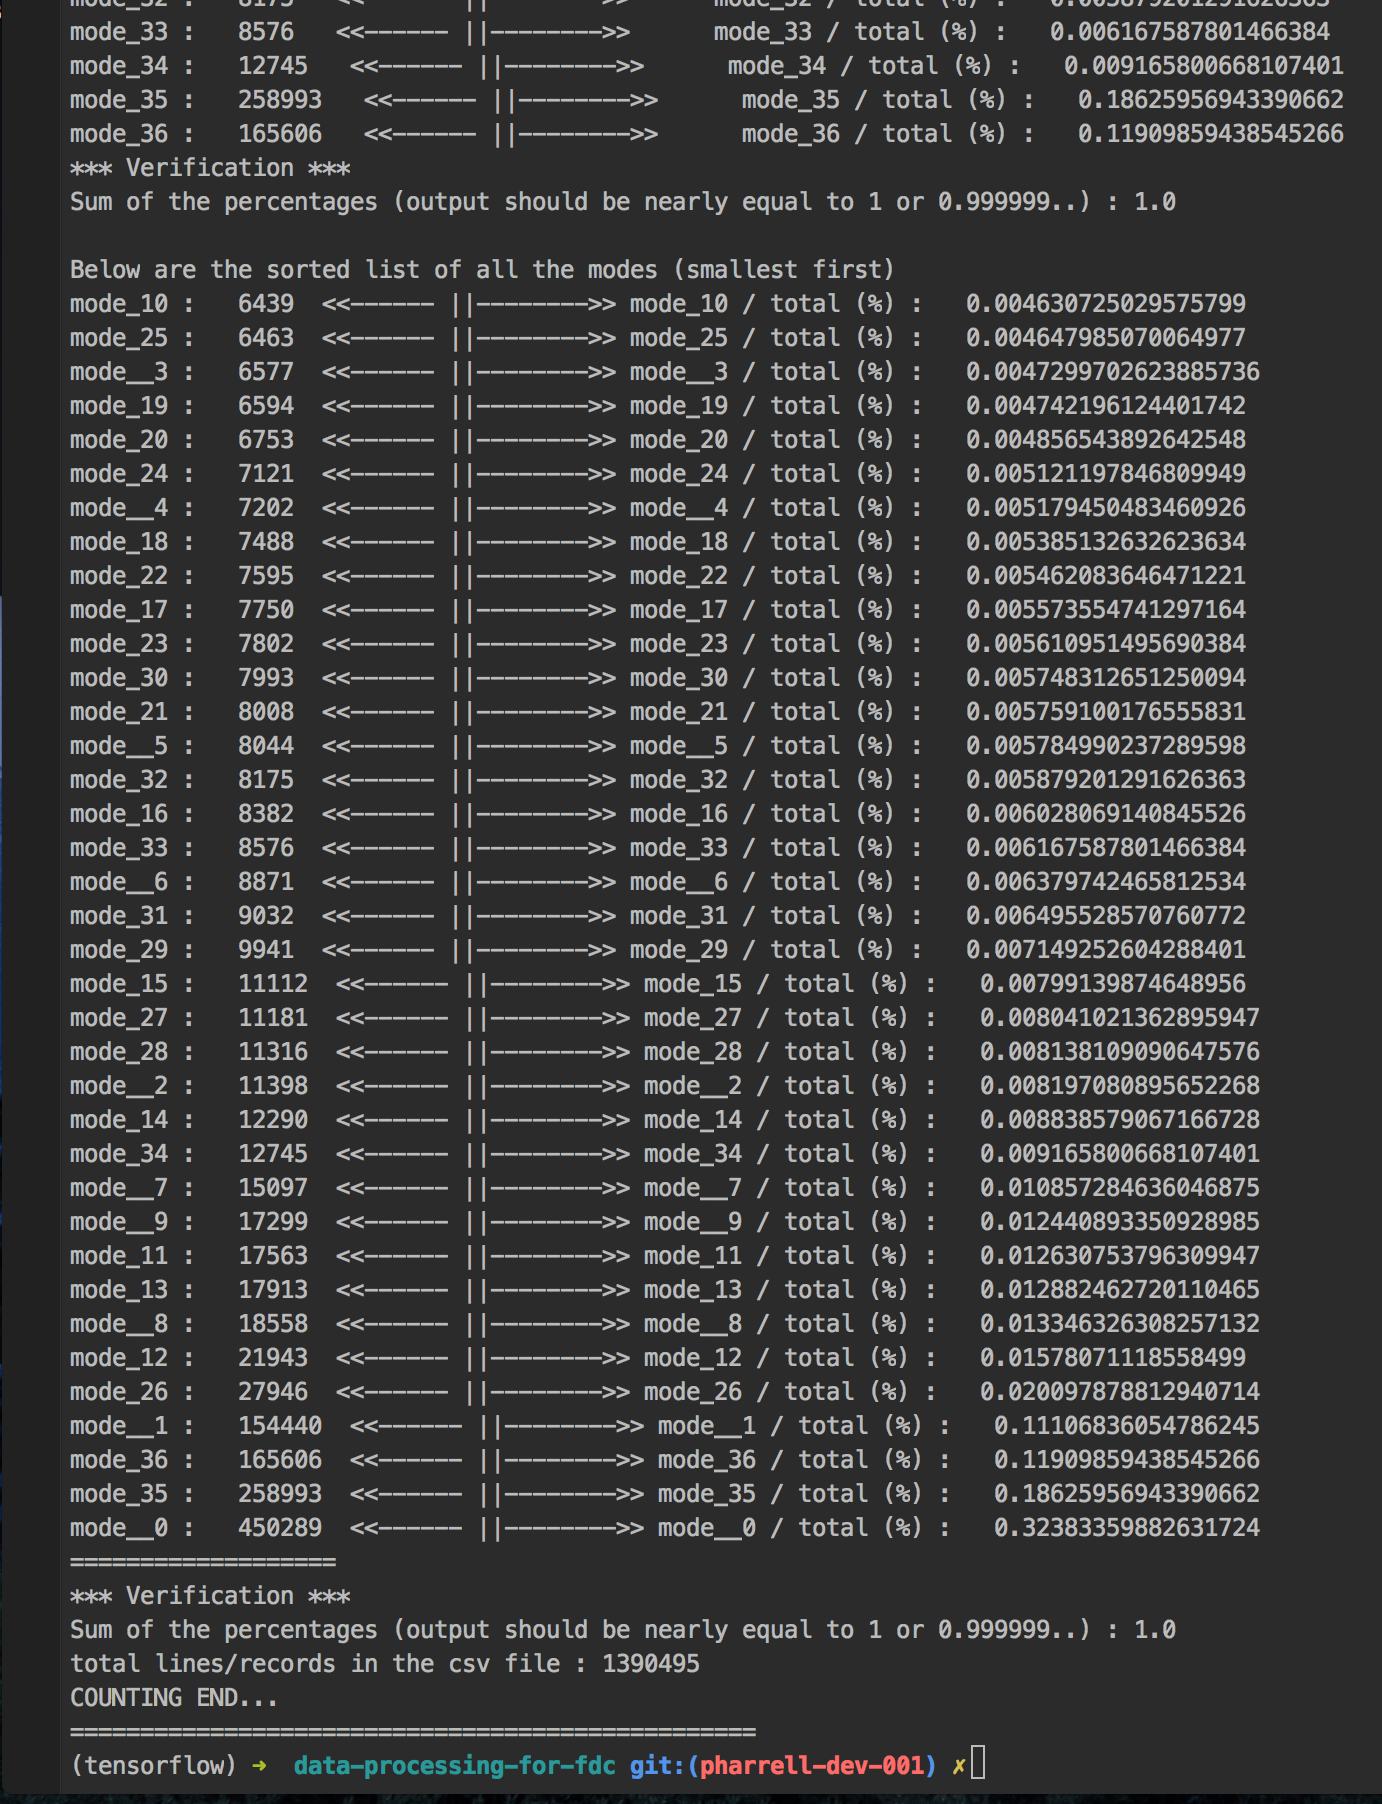 mode_32 : 8175 <<------ ||-------->> mode_32 / total (%) : 0.005879201291626363
mode_33 : 8576 <<------ ||-------->> mode_33 / total (%) : 0.006167587801466384
mode_34 : 12745 <<------ ||-------->> mode_34 / total (%) : 0.009165800668107401
mode_35 : 258993 <<------ ||-------->> mode_35 / total (%) : 0.18625956943390662
mode_36 : 165606 <<------ ||-------->> mode_36 / total (%) : 0.11909859438545266
*** Verification ***
Sum of the percentages (output should be nearly equal to 1 or 0.999999..) : 1.0
Below are the sorted list of all the modes (smallest first)
mode_10 : 6439 <<------ ||-------->> mode_10 / total (%) : 0.004630725029575799
mode_25 : 6463 <<------ ||-------->> mode_25 / total (%) : 0.004647985070064977
mode__3 : 6577 <<------ ||-------->> mode__3 / total (%) : 0.0047299702623885736
mode_19 : 6594 <<------ ||-------->> mode_19 / total (%) : 0.004742196124401742
mode_20 : 6753 <<------ ||-------->> mode_20 / total (%) : 0.004856543892642548
mode_24 : 7121 <<------ ||-------->> mode_24 / total (%) : 0.005121197846809949
mode__4 : 7202 <<------ ||-------->> mode__4 / total (%) : 0.005179450483460926
mode_18 : 7488 <<------ ||-------->> mode_18 / total (%) : 0.005385132632623634
mode_22 : 7595 <<------ ||-------->> mode_22 / total (%) : 0.005462083646471221
mode_17 : 7750 <<------ ||-------->> mode_17 / total (%) : 0.005573554741297164
mode_23 : 7802 <<------ ||-------->> mode_23 / total (%) : 0.005610951495690384
mode_30 : 7993 <<------ ||-------->> mode_30 / total (%) : 0.005748312651250094
mode_21 : 8008 <<------ ||-------->> mode_21 / total (%) : 0.005759100176555831
mode__5 : 8044 <<------ ||-------->> mode__5 / total (%) : 0.005784990237289598
mode_32 : 8175 <<------ ||-------->> mode_32 / total (%) : 0.005879201291626363
mode_16 : 8382 <<------ ||-------->> mode_16 / total (%) : 0.006028069140845526
mode_33 : 8576 <<------ ||-------->> mode_33 / total (%) : 0.006167587801466384
mode__6 : 8871 <<------ ||-------->> mode__6 / total (%) : 0.006379742465812534
mode_31 : 9032 <<------ ||-------->> mode_31 / total (%) : 0.006495528570760772
mode_29 : 9941 <<------ ||-------->> mode_29 / total (%) : 0.007149252604288401
mode_15 : 11112 <<------ ||-------->> mode_15 / total (%) : 0.00799139874648956
mode_27 : 11181 <<------ ||-------->> mode_27 / total (%) : 0.008041021362895947
mode_28 : 11316 <<------ ||-------->> mode_28 / total (%) : 0.008138109090647576
mode__2 : 11398 <<------ ||-------->> mode__2 / total (%) : 0.008197080895652268
mode_14 : 12290 <<------ ||-------->> mode_14 / total (%) : 0.008838579067166728
mode_34 : 12745 <<------ ||-------->> mode_34 / total (%) : 0.009165800668107401
mode__7 : 15097 <<------ ||-------->> mode__7 / total (%) : 0.010857284636046875
mode__9 : 17299 <<------ ||-------->> mode__9 / total (%) : 0.012440893350928985
mode_11 : 17563 <<------ ||-------->> mode_11 / total (%) : 0.012630753796309947
mode_13 : 17913 <<------ ||-------->> mode_13 / total (%) : 0.012882462720110465
mode__8 : 18558 <<------ ||-------->> mode__8 / total (%) : 0.013346326308257132
mode_12 : 21943 <<------ ||-------->> mode_12 / total (%) : 0.01578071118558499
mode_26 : 27946 <<------ ||-------->> mode_26 / total (%) : 0.020097878812940714
mode__1 : 154440 <<------ ||-------->> mode__1 / total (%) : 0.11106836054786245
mode_36 : 165606 <<------ ||-------->> mode_36 / total (%) : 0.11909859438545266
mode_35 : 258993 <<------ ||-------->> mode_35 / total (%) : 0.18625956943390662
mode__0 : 450289 <<------ ||-------->> mode__0 / total (%) : 0.32383359882631724
===================
*** Verification ***
Sum of the percentages (output should be nearly equal to 1 or 0.999999..) : 1.0
total lines/records in the csv file : 1390495
COUNTING END...
=================================================
(tensorflow) ➜ data-processing-for-fdc git:(pharrell-dev-001) ✗